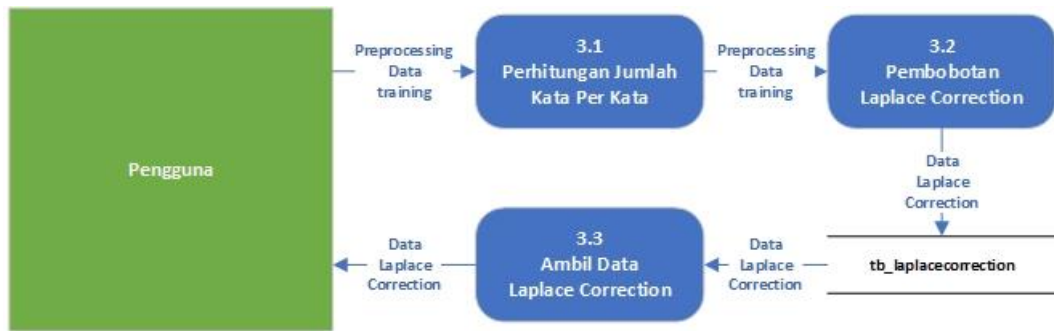 Pengguna
Preprocessing
Data
training
3.1
Perhitungan Jumlah
Kata Per Kata
Preprocessing
Data
training
3.2
Pembobotan
Laplace Correction
Data
Laplace
Correction
tb_laplacecorrection
Data
Laplace
Correction
3.3
Ambil Data
Laplace Correction
Data
Laplace
Correction